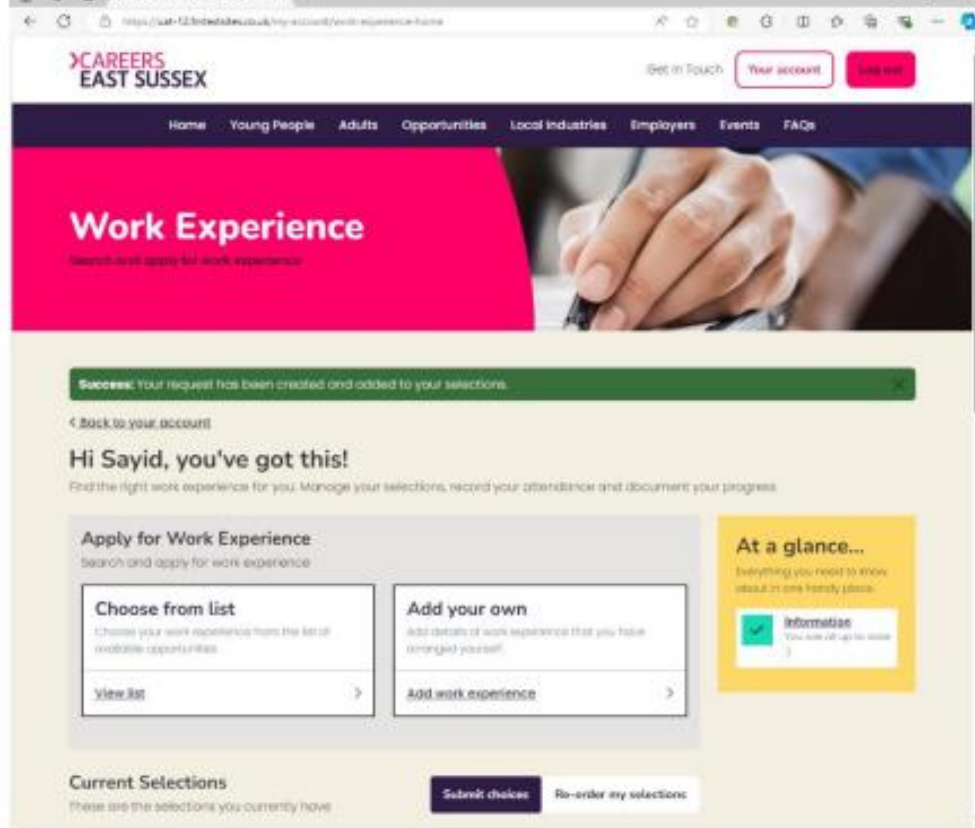 CAREERS
EAST SUSSEX
Get in Touch
Your account
Log out
Home Young People Adults Opportunities Local Industries Employers Events FAQs
Work Experience
Search and apply for work experience
Success: Your request has been created and added to your selections.
< Back to your account
Hi Sayid, you've got this!
Find the right work experience for you. Manage your selections, record your attendance and document your progress
Apply for Work Experience
Search and apply for work experience
Choose from list
Choose your work experience from the list of
available opportunities
View list
Add your own
Add details of work experience that you have
arranged yourself.
Add work experience
At a glance...
Everything you need to know
about in one handy place.
Information
You are all up to date
:)
Current Selections
These are the selections you currently have
Submit choices
Re-order my selections